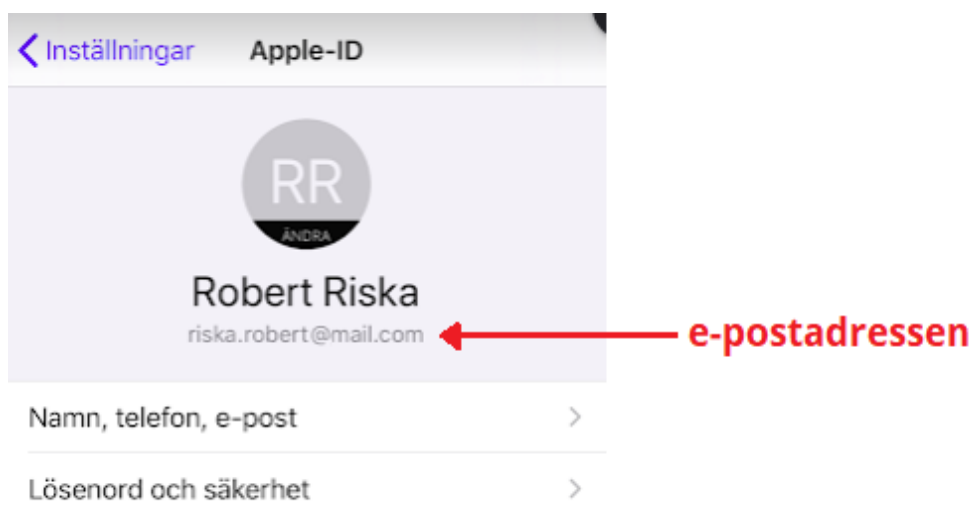 Inställningar Apple-ID
RR
ÄNDRA
Robert Riska
riska.robert@mail.com e-postadressen
Namn, telefon, e-post
Lösenord och säkerhet